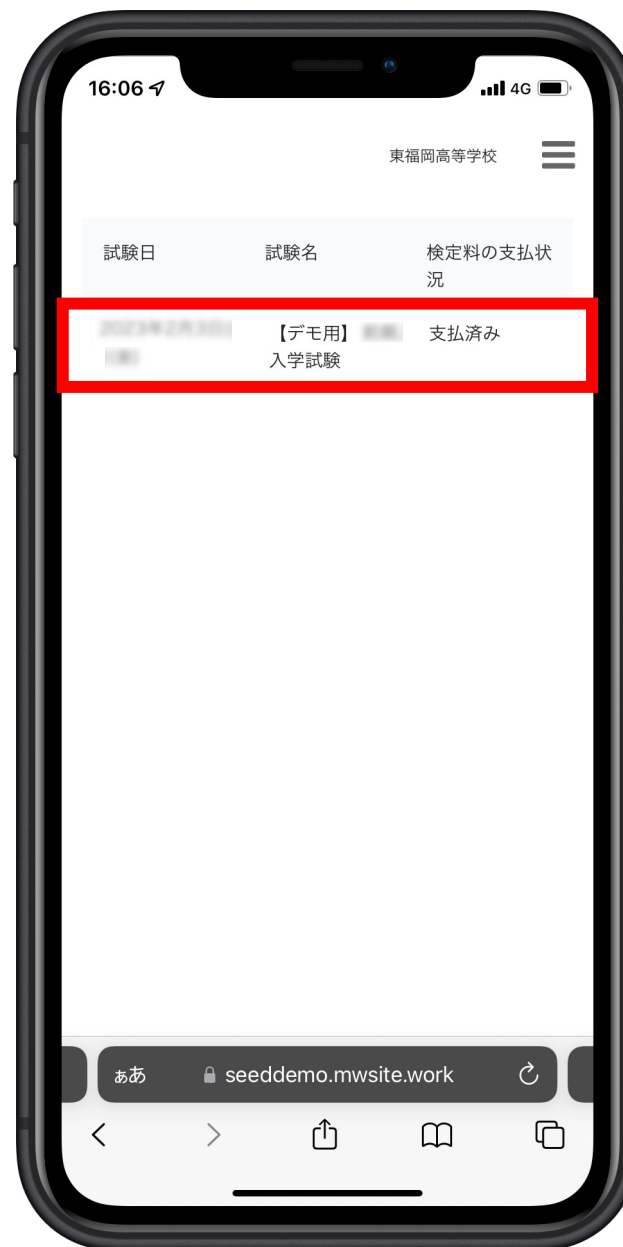 16:06
4G
東福岡高等学校
試験日 試験名 検定料の支払状
況
【デモ用】 支払済み
入学試験
ぁあ seeddemo.mwsite.work